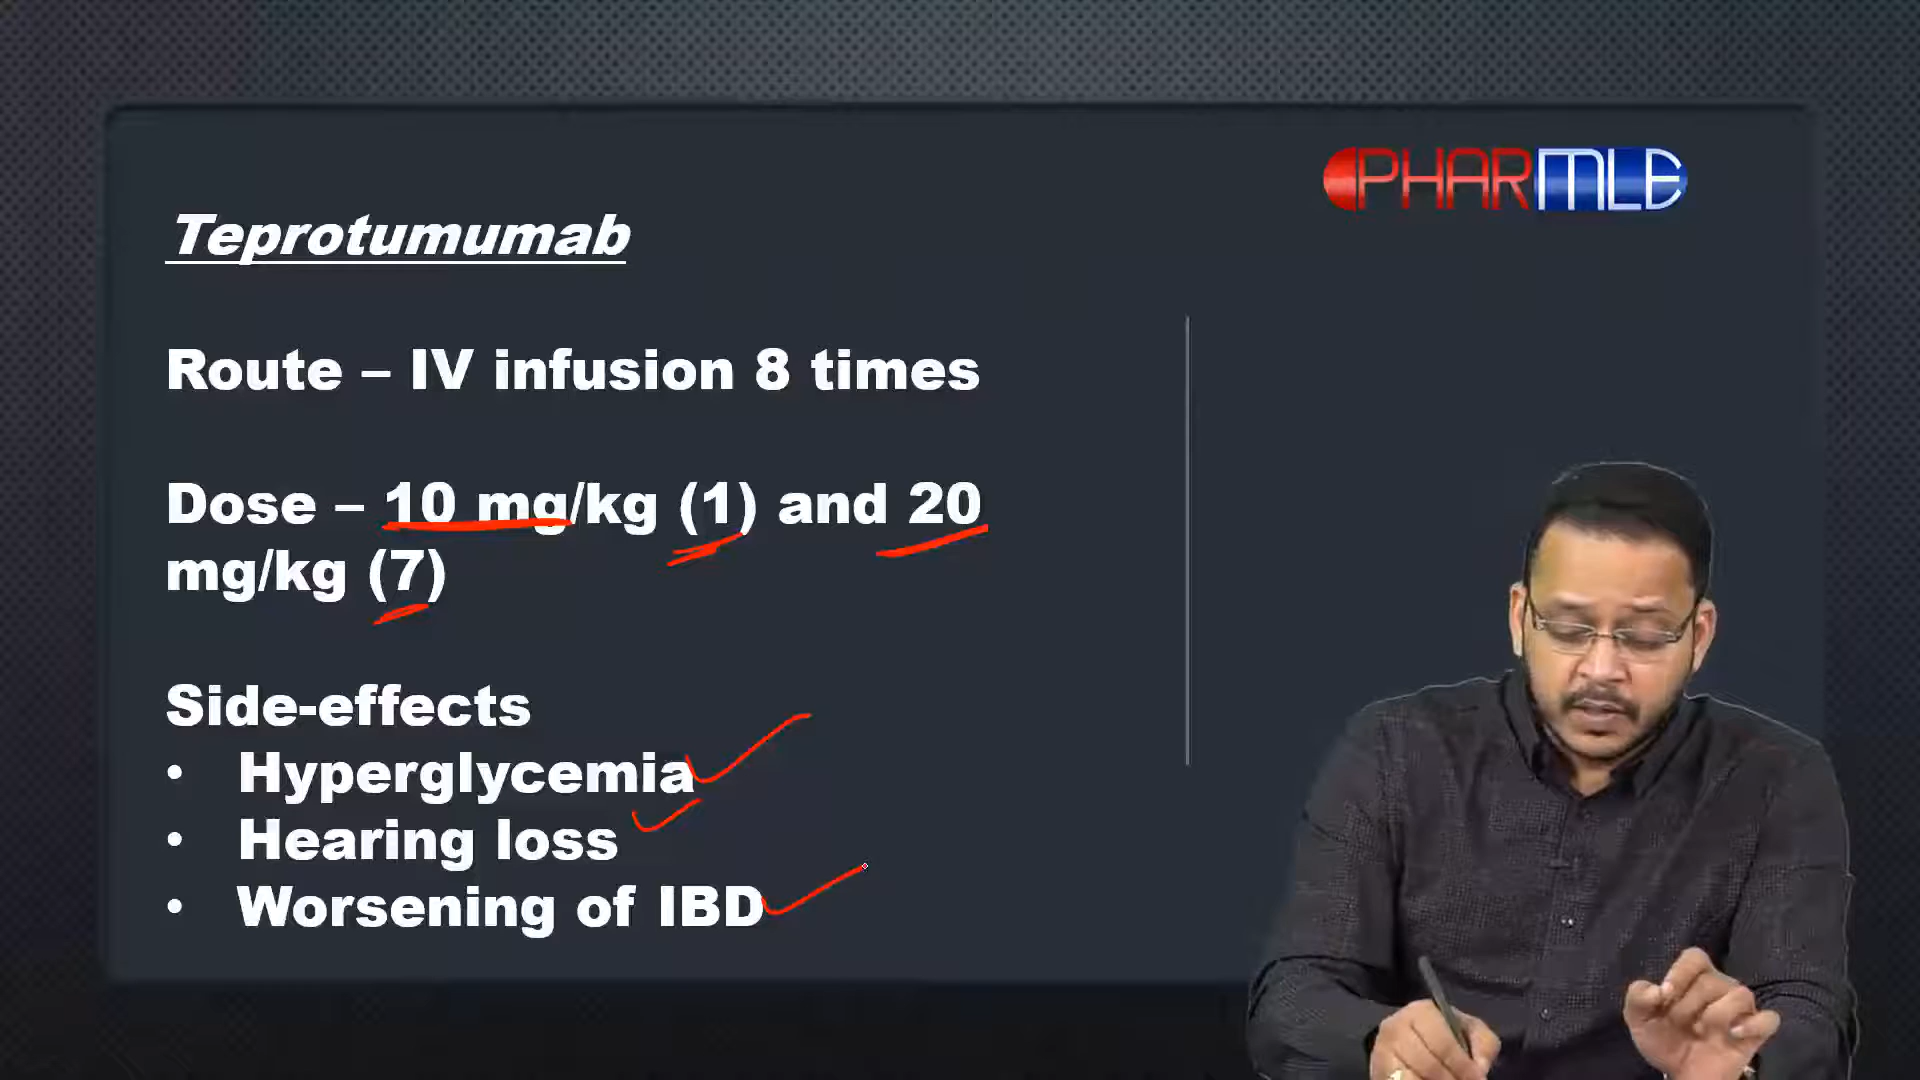 PHARMLE
Teprotumumab
Route – IV infusion 8 times
Dose – 10 mg/kg (1) and 20
mg/kg (7)
Side-effects
• Hyperglycemia
• Hearing loss
• Worsening of IBD